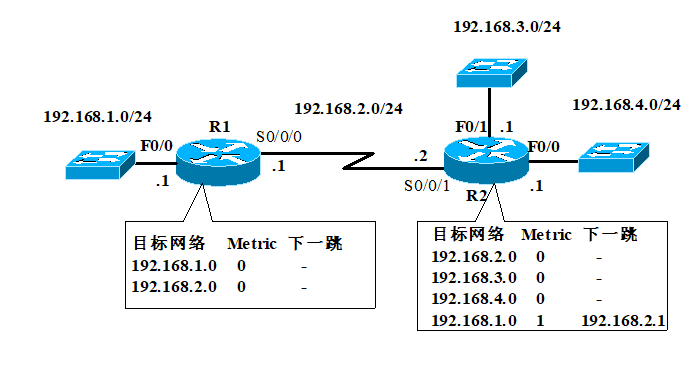 192.168.3.0/24
192.168.1.0/24
192.168.2.0/24
192.168.4.0/24
F0/0
R1
S0/0/0
.1
.1
F0/1
.1
F0/0
.2
S0/0/1
R2
.1
目标网络 Metric 下一跳
192.168.1.0 0 -
192.168.2.0 0 -
目标网络 Metric 下一跳
192.168.2.0 0 -
192.168.3.0 0 -
192.168.4.0 0 -
192.168.1.0 1 192.168.2.1